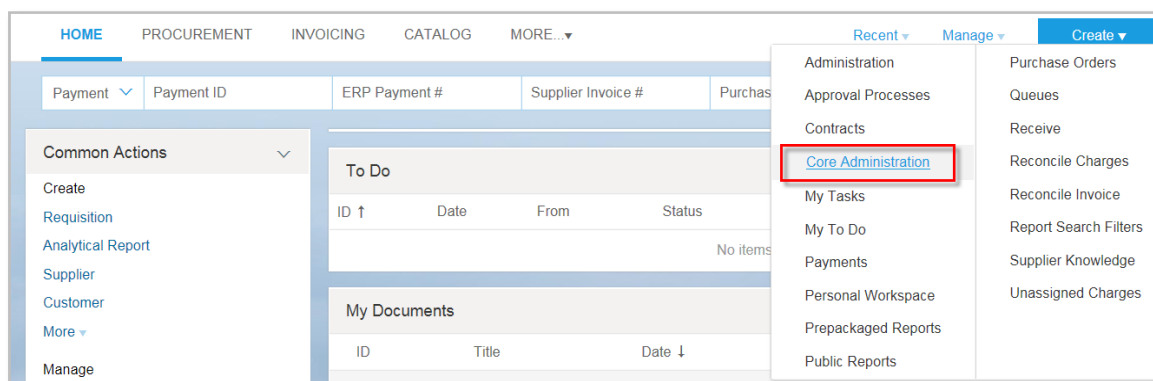 HOME PROCUREMENT INVOICING CATALOG MORE...▾ Recent ▾ Manage ▾ Create ▾
Payment Payment ID ERP Payment # Supplier Invoice # Purchas
Common Actions
Create
Requisition
Analytical Report
Supplier
Customer
More ▾
Manage
To Do
ID ↑ Date From Status
No items
My Documents
ID Title Date ↓
Administration
Approval Processes
Contracts
Core Administration
My Tasks
My To Do
Payments
Personal Workspace
Prepackaged Reports
Public Reports
Purchase Orders
Queues
Receive
Reconcile Charges
Reconcile Invoice
Report Search Filters
Supplier Knowledge
Unassigned Charges